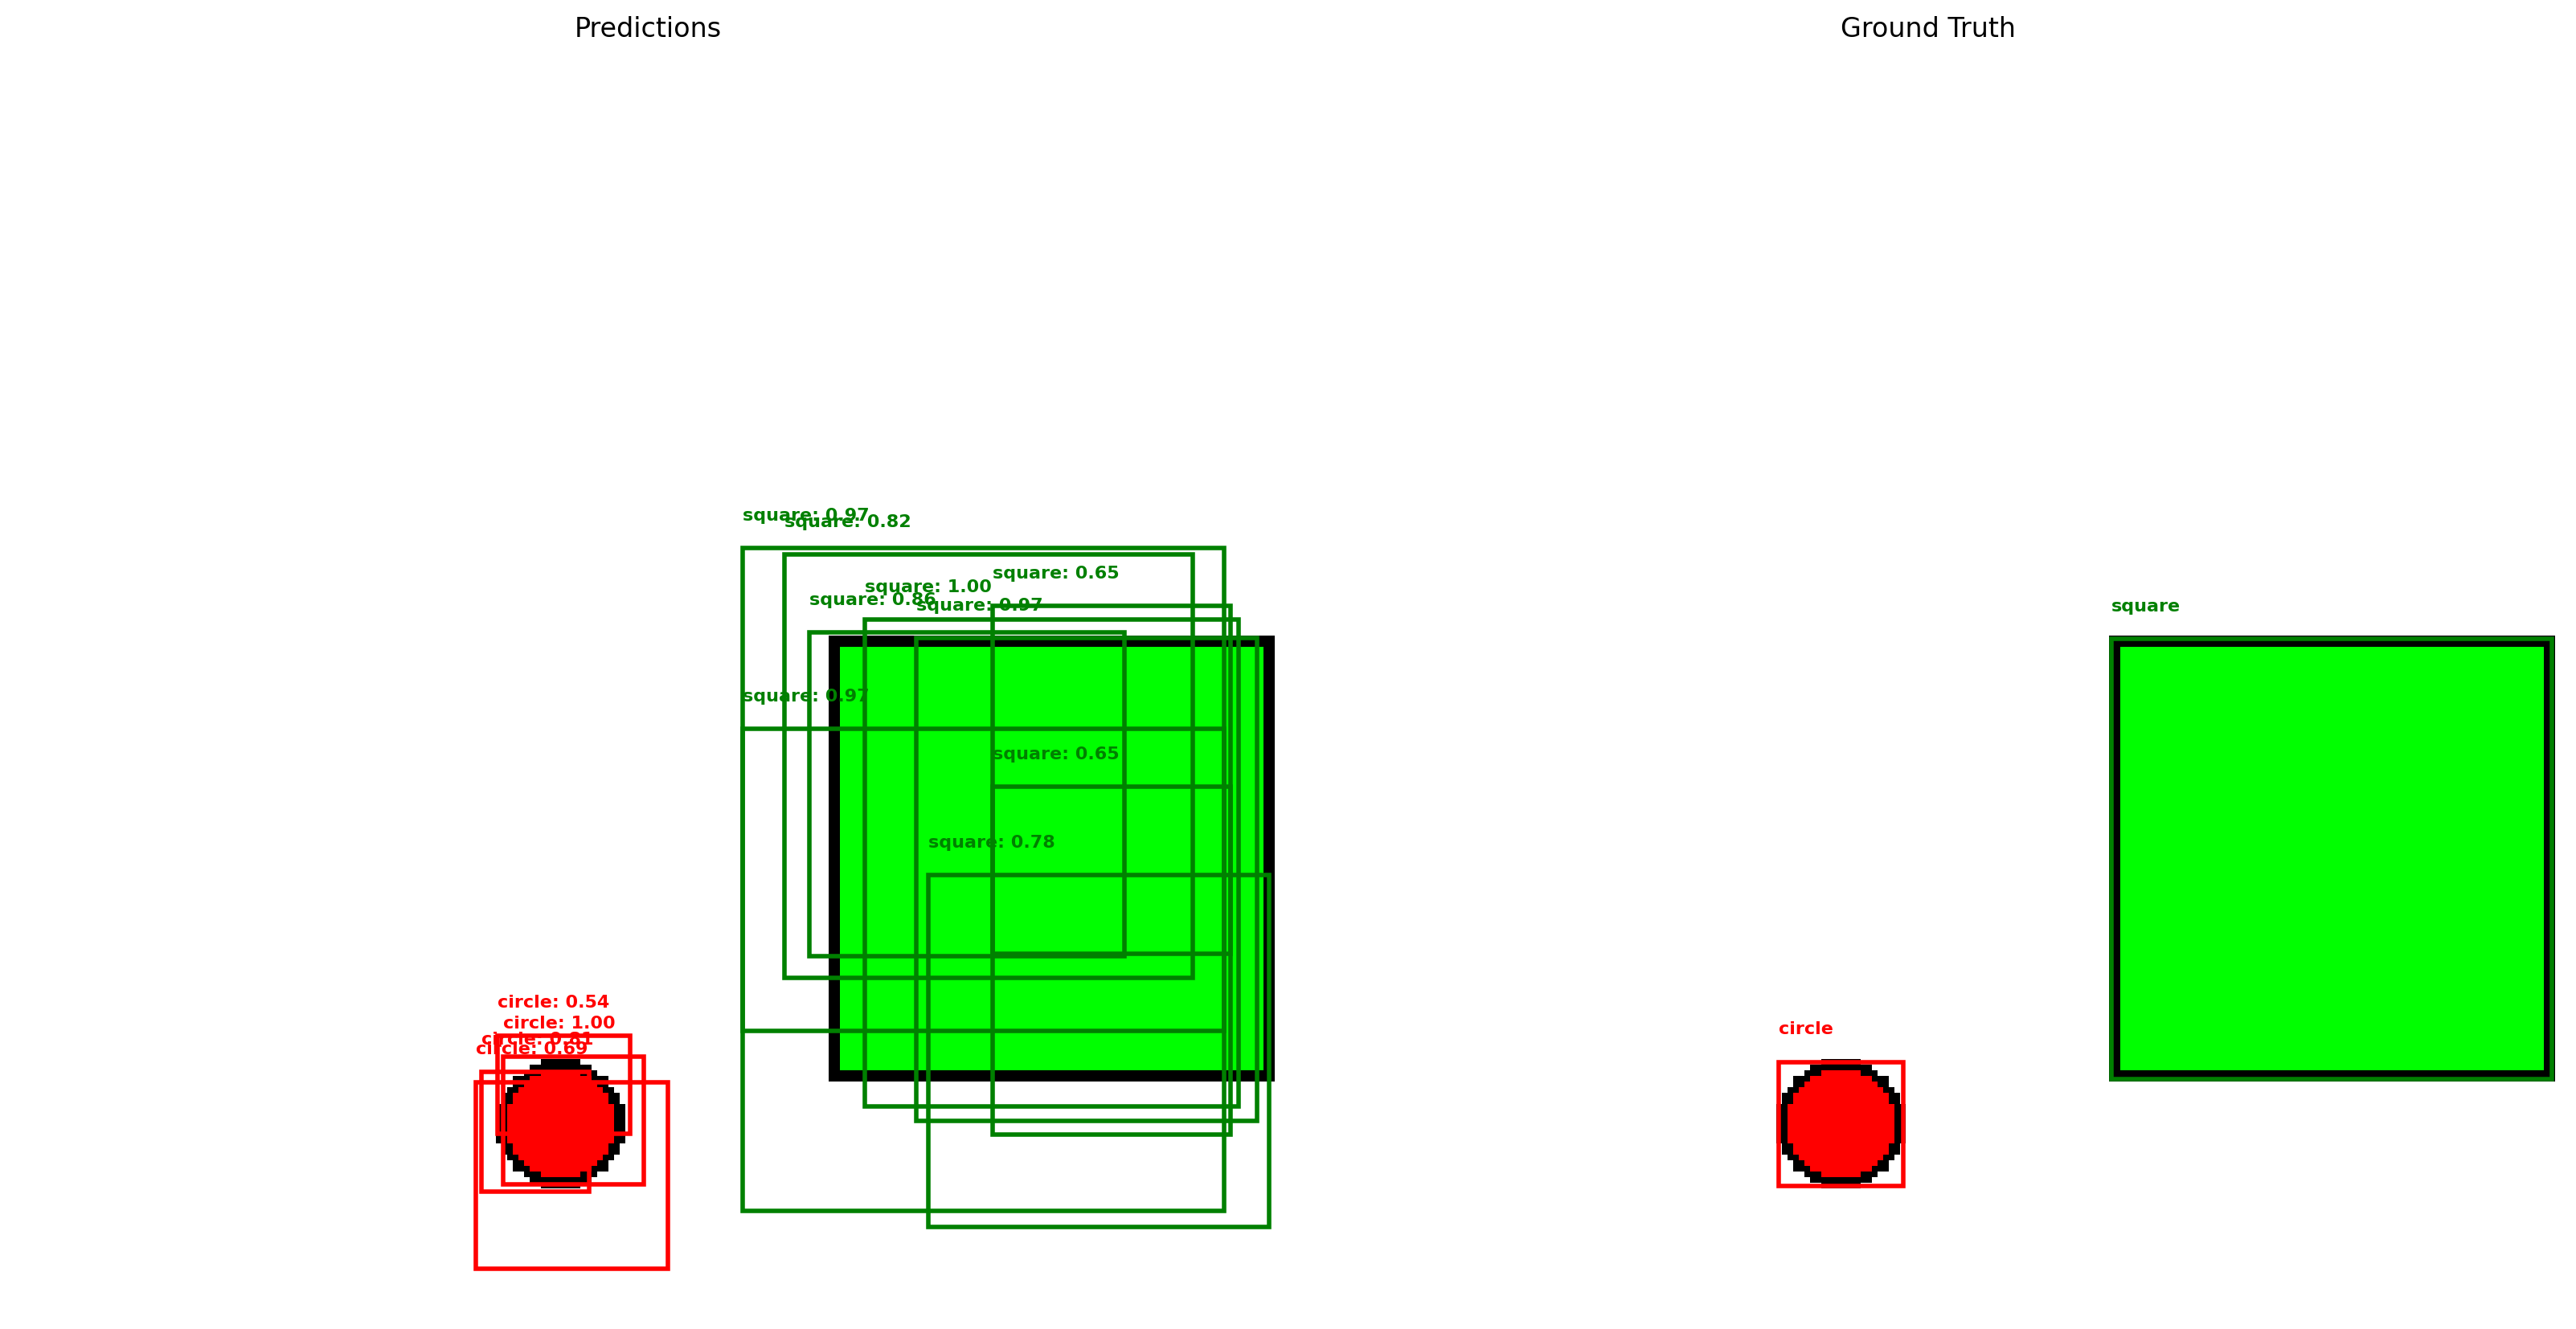 Predictions
square: 0.97
square: 0.82
square: 0.65
square: 1.00
square: 0.86
square: 0.97
square: 0.97
square: 0.65
square: 0.78
circle: 0.54
circle: 1.00
circle: 0.81
circle: 0.69
Ground Truth
square
circle